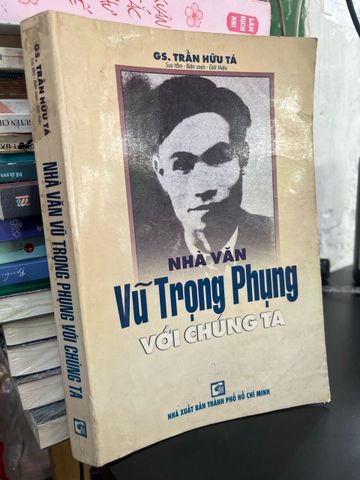 GS. TRẦN HỮU TÁ
Sưu tầm - Biên soạn - Giới thiệu
NHÀ VĂN
Vũ Trọng Phụng
VỚI CHÚNG TA
NHÀ XUẤT BẢN THÀNH PHỐ HỒ CHÍ MINH
GS. TRẦN HỮU TÁ
NHÀ VĂN VŨ TRỌNG PHỤNG VỚI CHÚNG TA